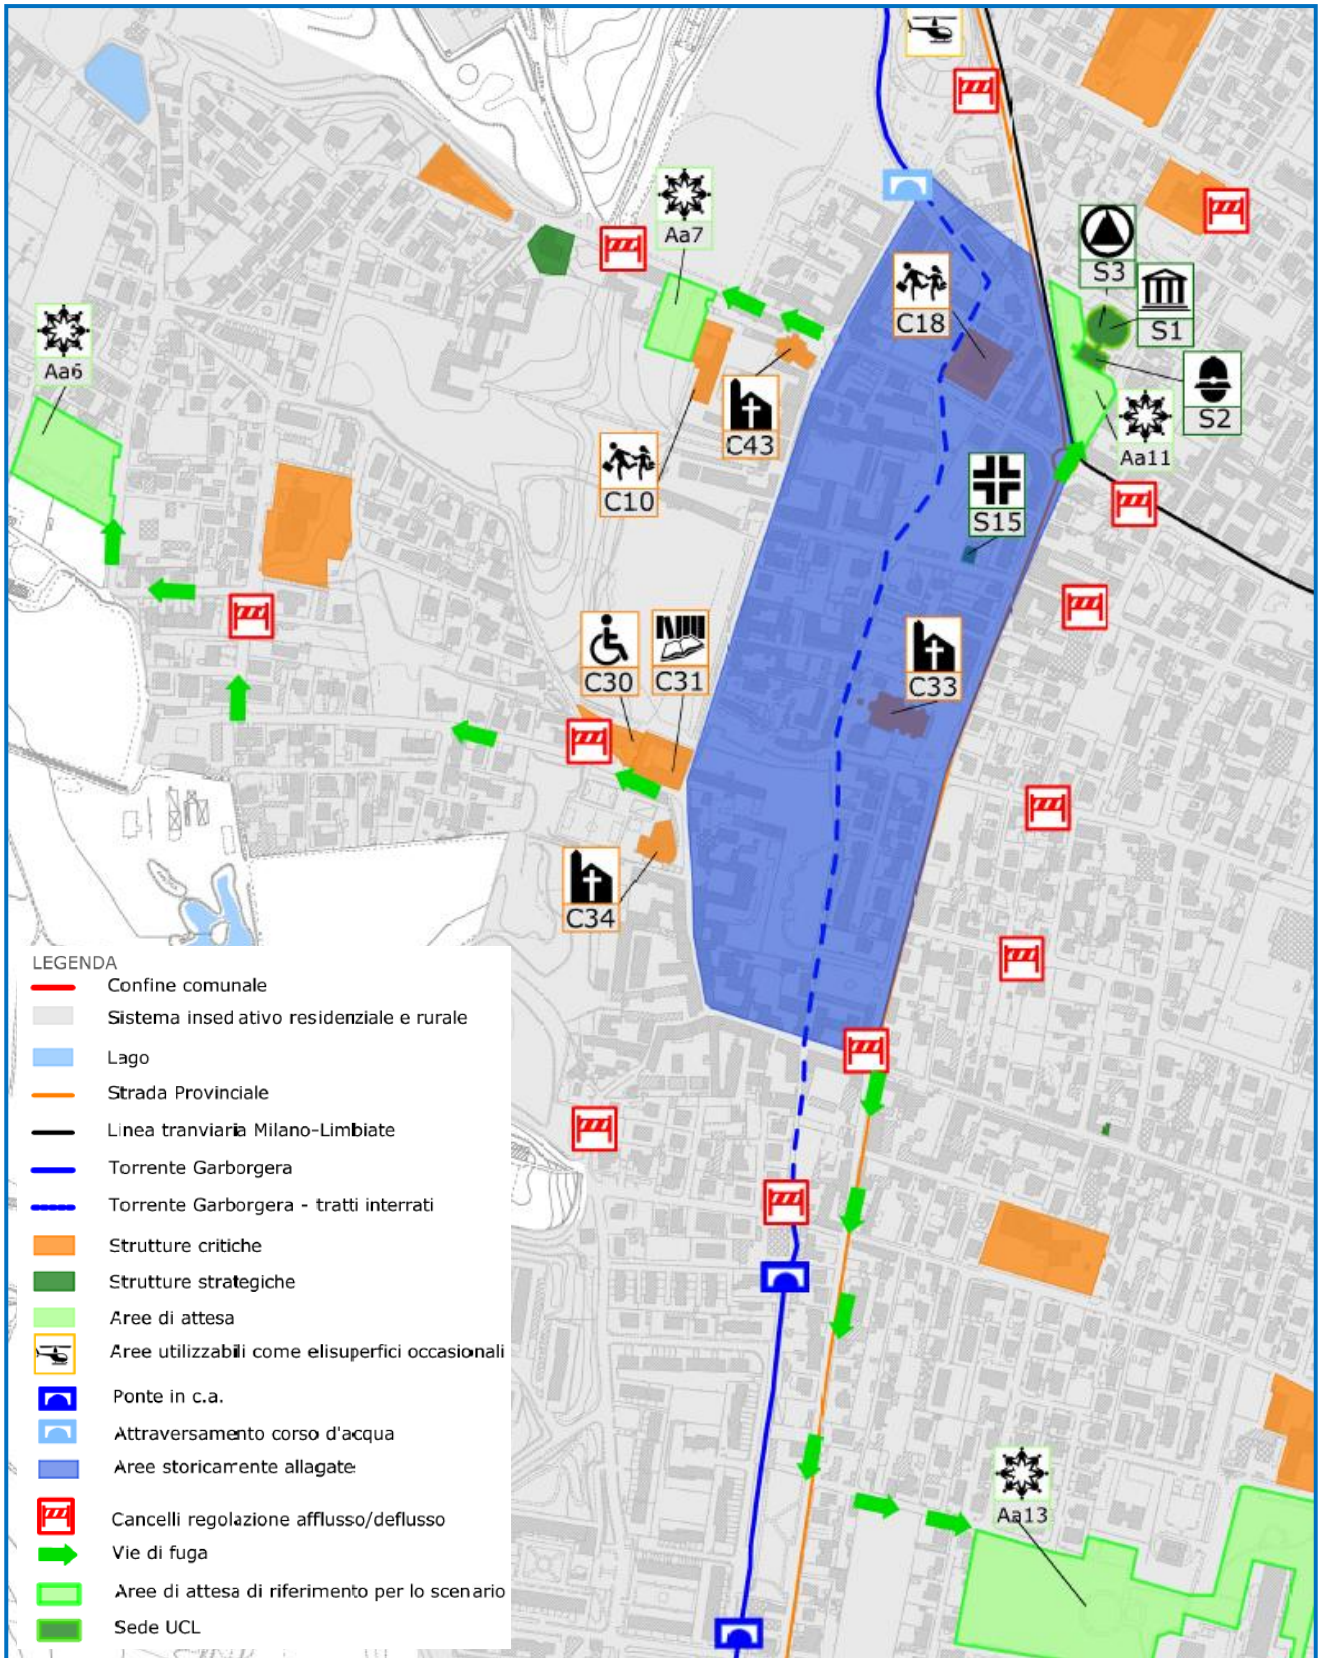 Aa7
S3
S1
C18
Aa6
S2
C43
Aa11
C10
S15
C30
C31
C33
C34
LEGENDA
Confine comunale
Sistema insed ativo residenziale e rurale
Lago
Strada Provinciale
Linea tranviaria Milano-Limbiate
Torrente Garborgera
Torrente Garborgera - tratti interrati
Strutture critiche
Strutture strategiche
Aree di attesa
Aree utilizzabili come elisuperfici occasionali
Ponte in c.a.
Attraversamento corso d'acqua
Aree storicamente allagate
Cancelli regolazione afflusso/deflusso
Vie di fuga
Aree di attesa di riferimento per lo scenario
Sede UCL
Aa13